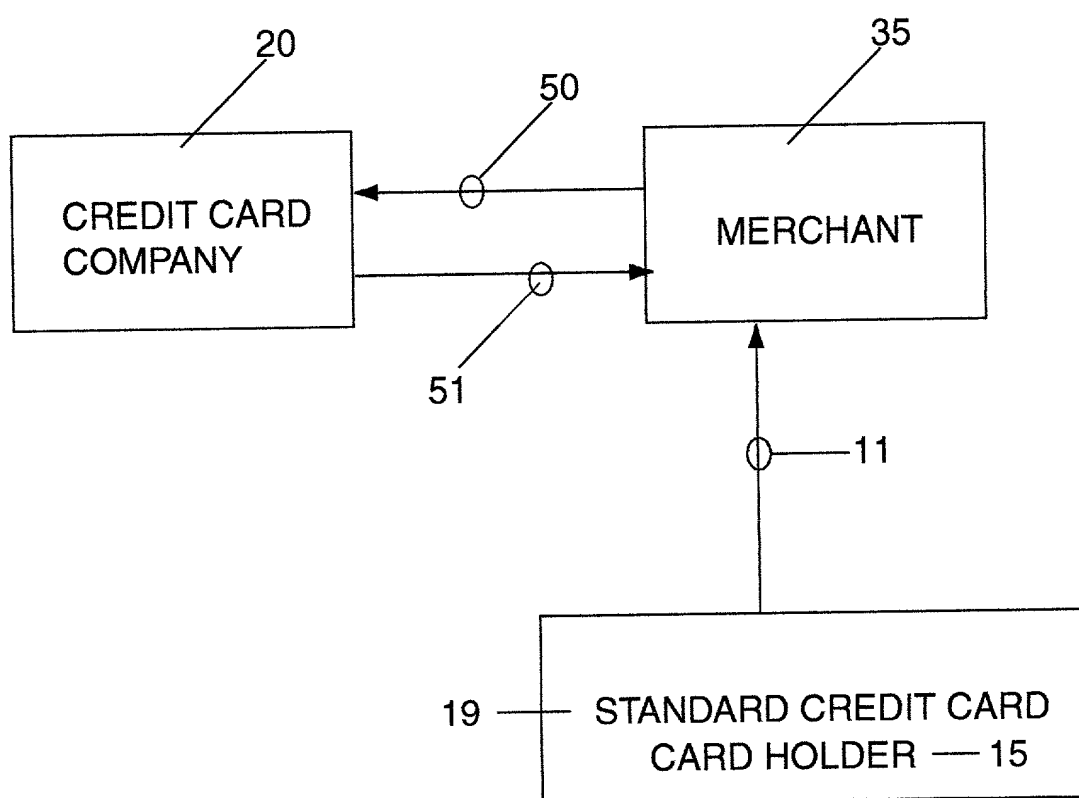 20
35
50
CREDIT CARD
COMPANY
MERCHANT
51
11
19
STANDARD CREDIT CARD
CARD HOLDER
15